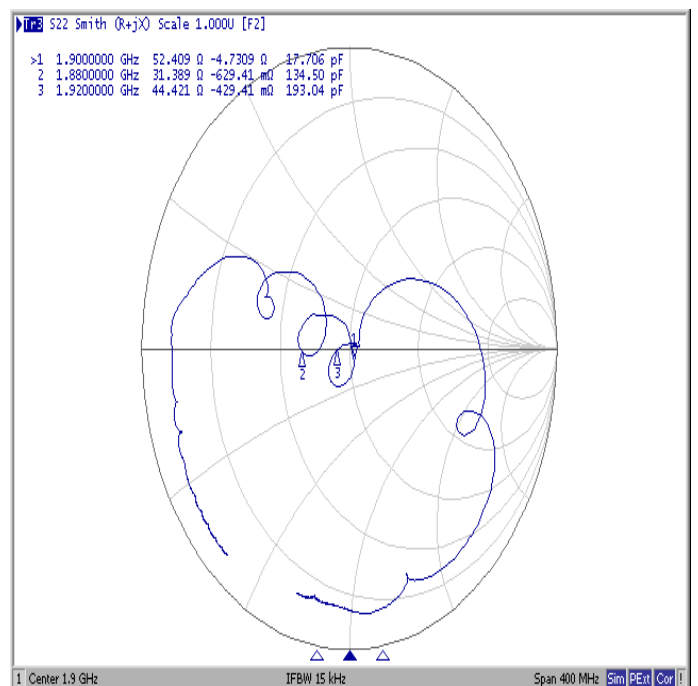 Tr3 S22 Smith (R+jX) Scale 1.000U [F2]
>1 1.9000000 GHz 52.409 Ω -4.7309 Ω 17.706 pF
2 1.8800000 GHz 31.389 Ω -629.41 mΩ 134.50 pF
3 1.9200000 GHz 44.421 Ω -429.41 mΩ 193.04 pF
1
2
3
1 Center 1.9 GHz IFBW 15 kHz Span 400 MHz Sim PExt Cor !